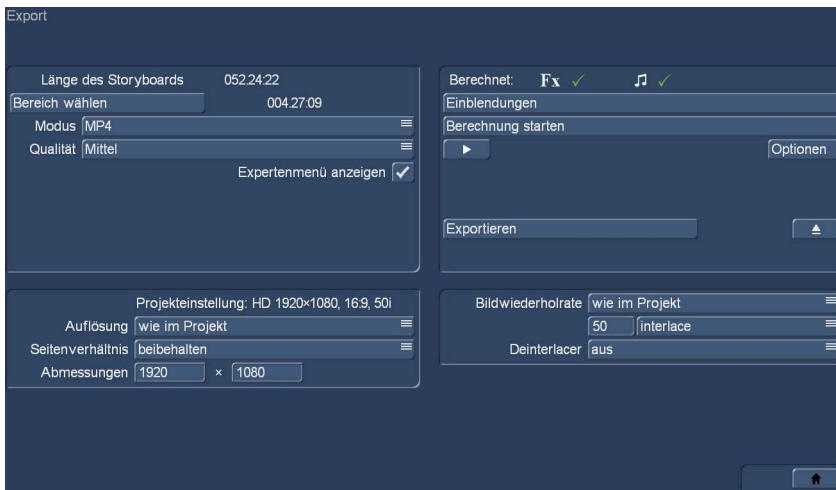 Export
Länge des Storyboards 052:24:22
Bereich wählen 004:27:09
Modus MP4
Qualität Mittel
Expertenmenü anzeigen
Berechnet: Fx
Einblendungen
Berechnung starten
Optionen
Exportieren
Projekteinstellung: HD 1920×1080, 16:9, 50i
Auflösung wie im Projekt
Seitenverhältnis beibehalten
Abmessungen 1920 × 1080
Bildwiederholrate wie im Projekt
50 interlace
Deinterlacer aus